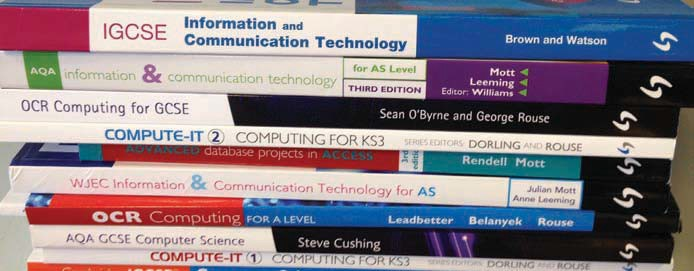 IGCSE Information and Communication Technology Brown and Watson
AQA information & communication technology for AS Level THIRD EDITION Mott Leeming Editor: Williams
OCR Computing for GCSE Sean O'Byrne and George Rouse
COMPUTE-IT 2 COMPUTING FOR KS3 SERIES EDITORS: DORLING AND ROUSE
ADVANCED database projects in ACCESS 3rd edition Rendell Mott
WJEC Information & Communication Technology for AS Julian Mott Anne Leeming
OCR Computing FOR A LEVEL Leadbetter Belanyek Rouse
AQA GCSE Computer Science Steve Cushing
COMPUTE-IT 1 COMPUTING FOR KS3 SERIES EDITORS: DORLING AND ROUSE